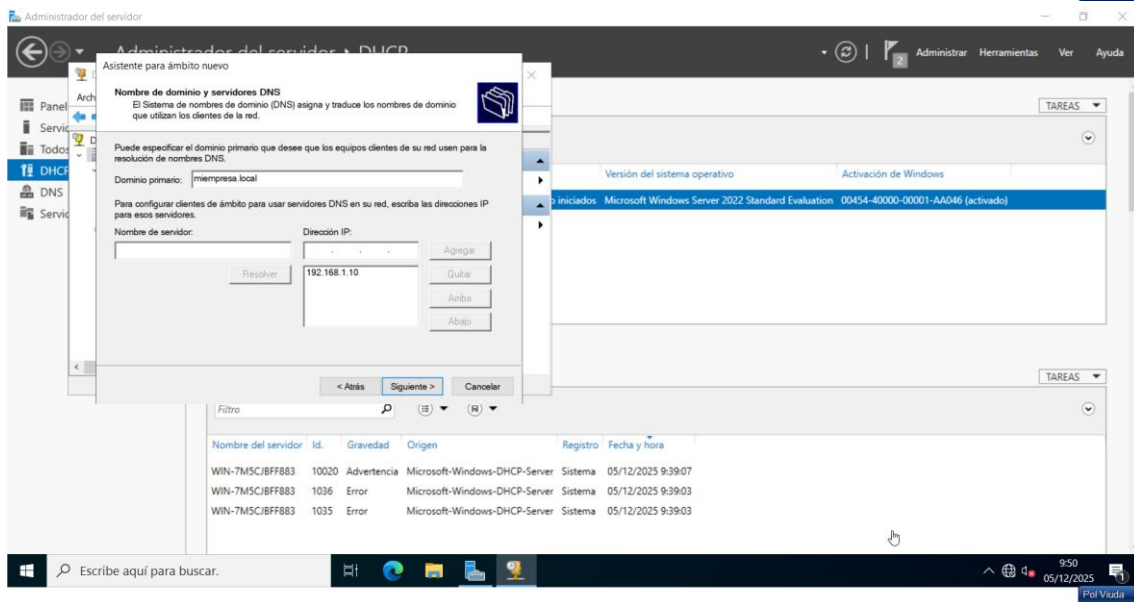 Administrador del servidor
Administrador del servidor DHCP
2 Administrar Herramientas Ver Ayuda
Asistente para ámbito nuevo
Nombre de dominio y servidores DNS
El Sistema de nombres de dominio (DNS) asigna y traduce los nombres de dominio
que utilizan los clientes de la red.
Puede especificar el dominio primario que desee que los equipos clientes de su red usen para la
resolución de nombres DNS.
Dominio primario: miempresa.local
Para configurar clientes de ámbito para usar servidores DNS en su red, escriba las direcciones IP
para esos servidores.
Nombre de servidor: Dirección IP:
Agregar
Resolver 192.168.1.10 Quitar
Arriba
Abajo
< Atrás Siguiente > Cancelar
Arch
Panel
Servic
Todos
DHCP
DNS
Servic
TAREAS
Versión del sistema operativo Activación de Windows
iniciados Microsoft Windows Server 2022 Standard Evaluation 00454-40000-00001-AA046 (activado)
TAREAS
Filtro
Nombre del servidor Id. Gravedad Origen Registro Fecha y hora
WIN-7M5CJBFF883 10020 Advertencia Microsoft-Windows-DHCP-Server Sistema 05/12/2025 9:39:07
WIN-7M5CJBFF883 1036 Error Microsoft-Windows-DHCP-Server Sistema 05/12/2025 9:39:03
WIN-7M5CJBFF883 1035 Error Microsoft-Windows-DHCP-Server Sistema 05/12/2025 9:39:03
Escribe aquí para buscar.
9:50
05/12/2025
1
Pol Viuda